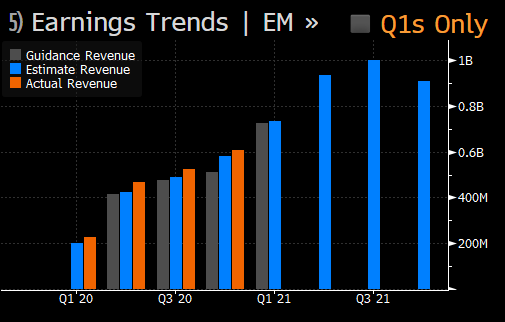 5) Earnings Trends | EM » Q1s Only
Guidance Revenue
Estimate Revenue
Actual Revenue
1B
0.8B
0.6B
400M
200M
Q1'20 Q3'20 Q1'21 Q3'21